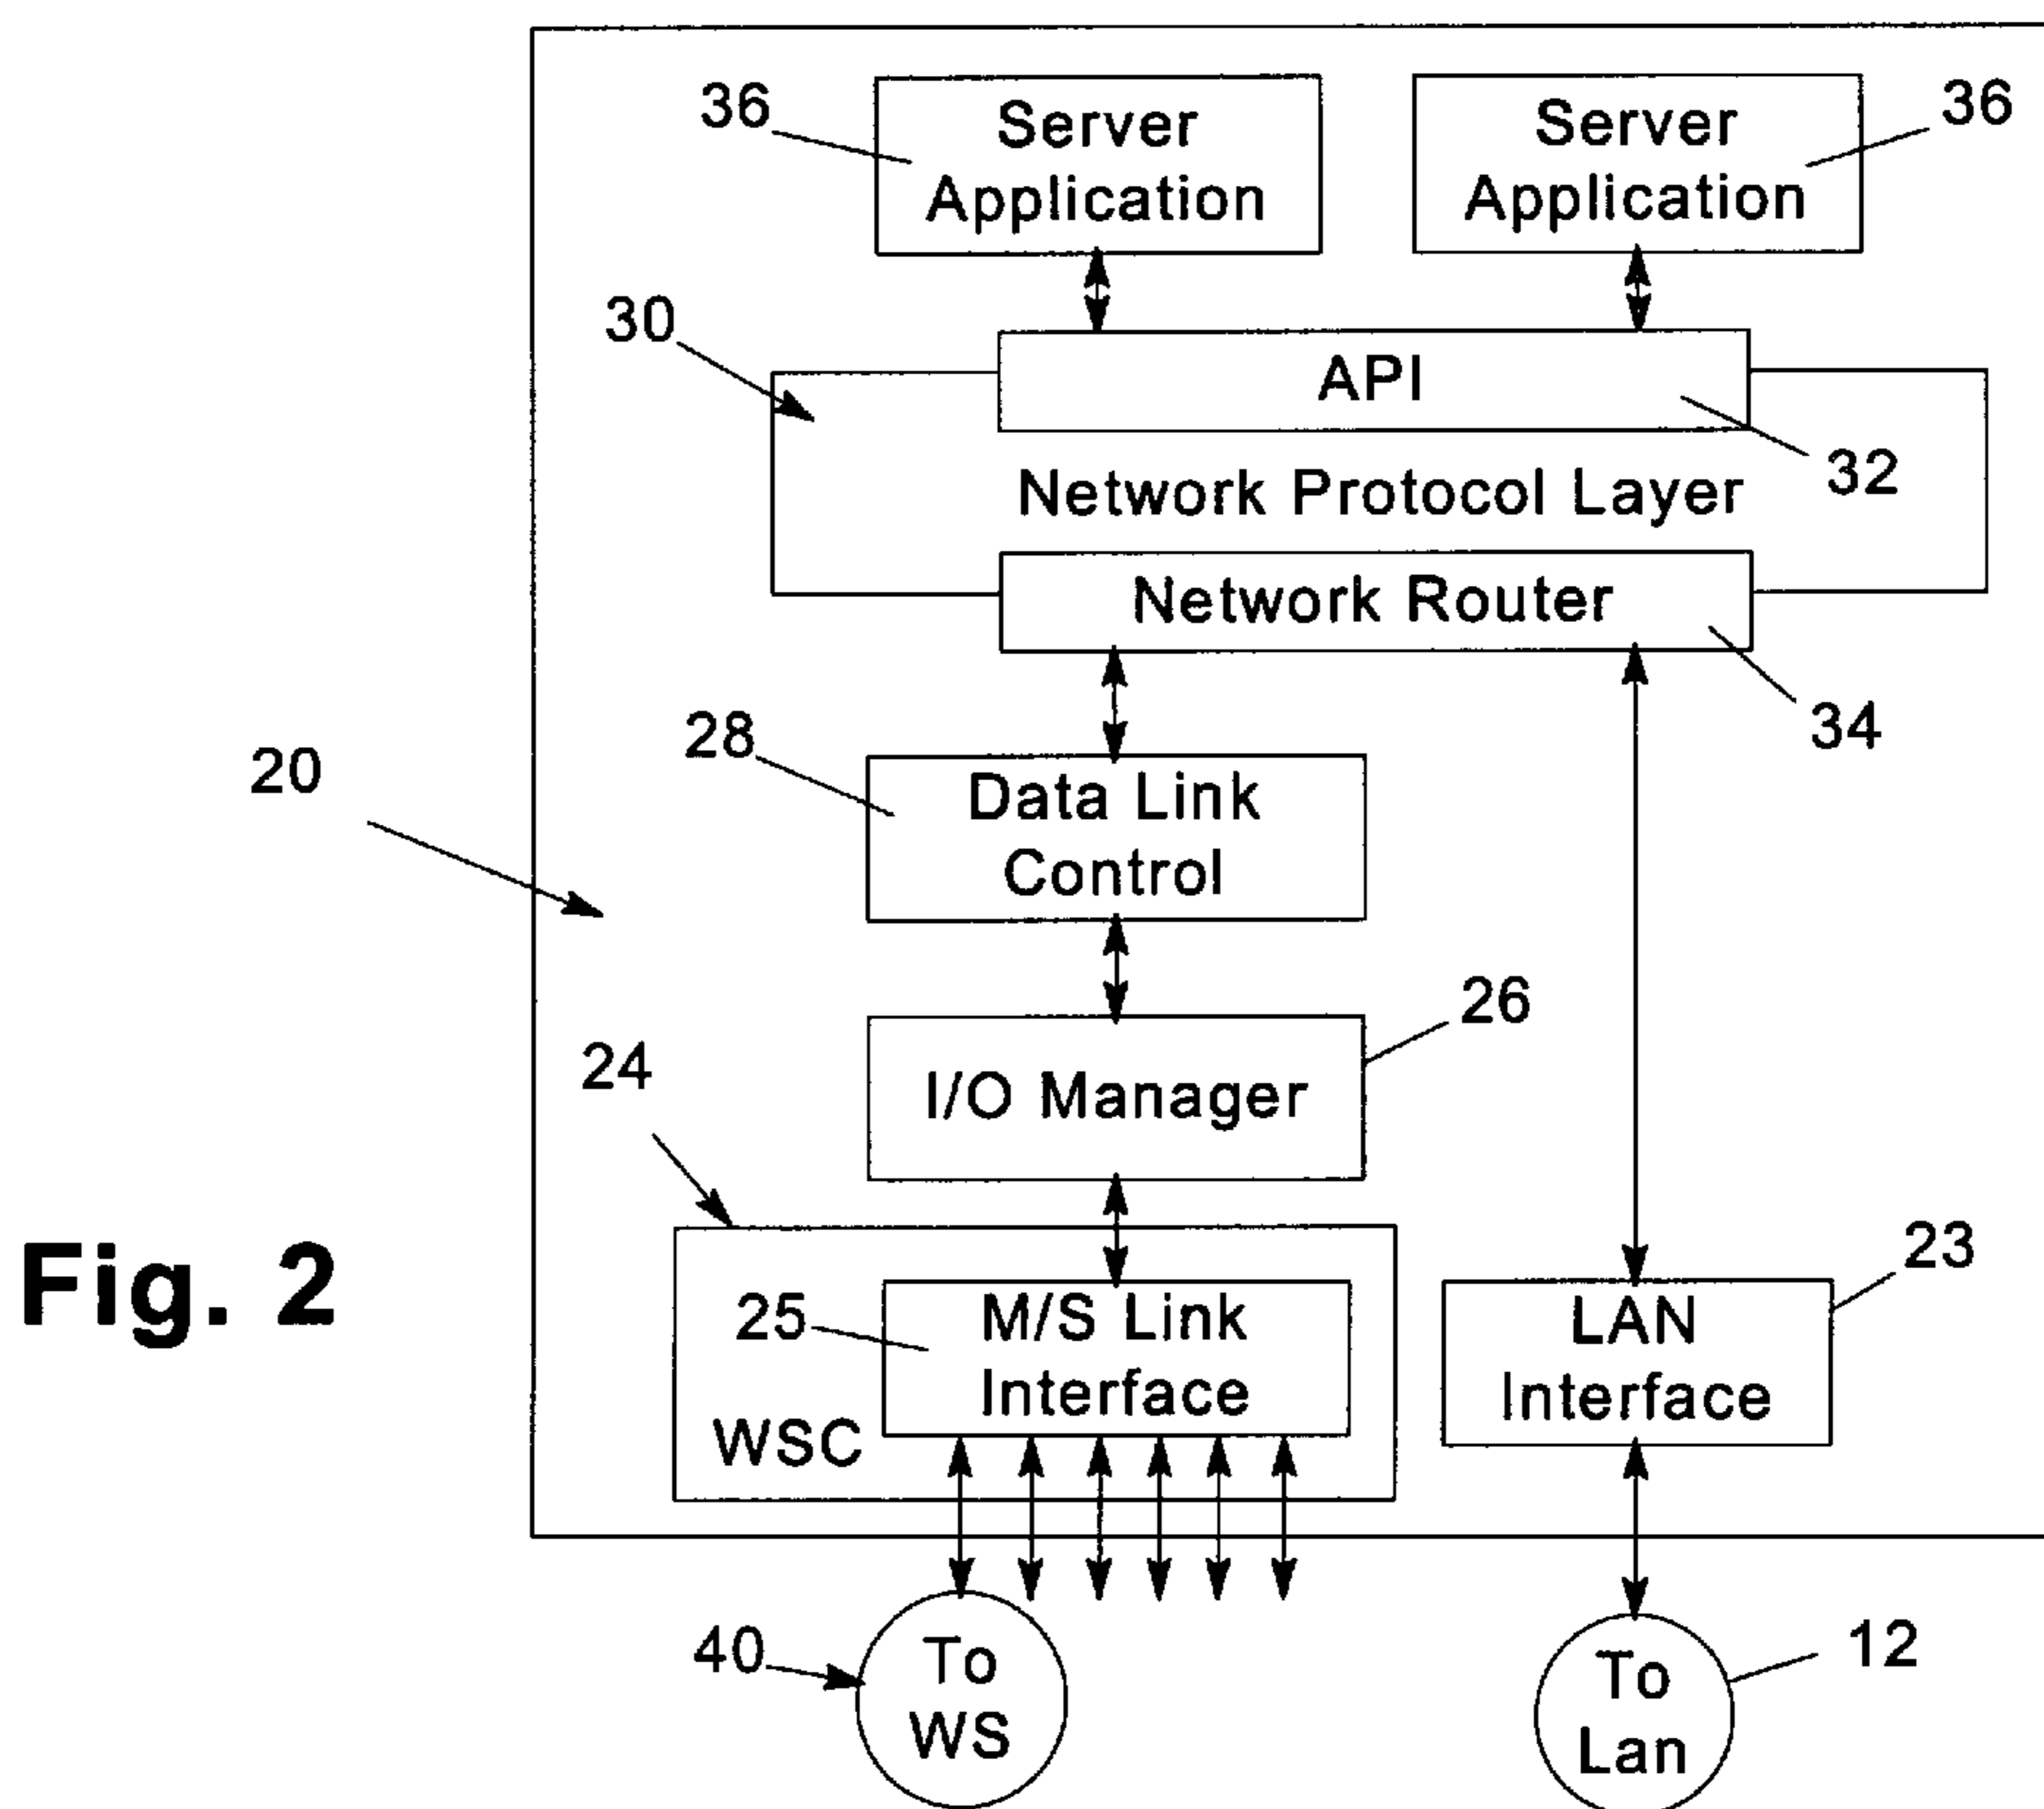 36
Server
Application
Server
Application
36
30
API
32
Network Protocol Layer
Network Router
34
28
Data Link
Control
20
26
I/O Manager
24
23
25
M/S Link
Interface
WSC
LAN
Interface
Fig. 2
40
To
WS
12
To
Lan